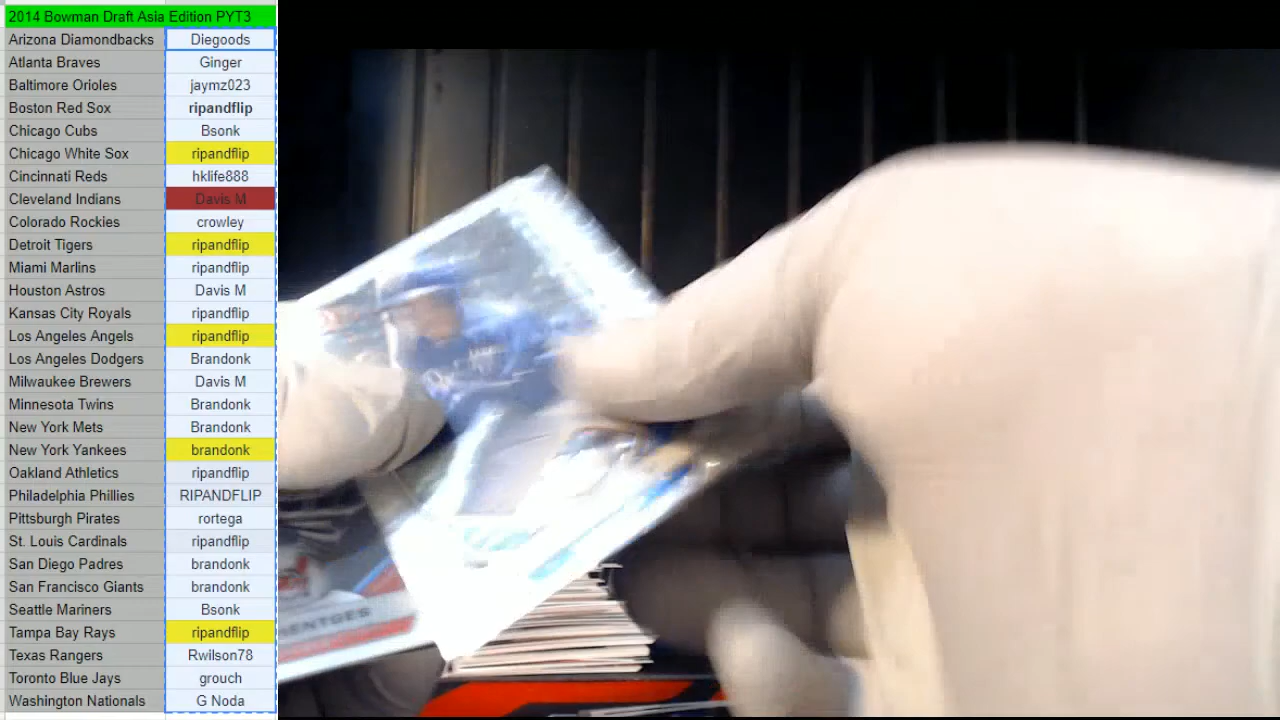 2014 Bowman Draft Asia Edition PYT3
Arizona Diamondbacks Diegoods
Atlanta Braves Ginger
Baltimore Orioles jaymz023
Boston Red Sox ripandflip
Chicago Cubs Bsonk
Chicago White Sox ripandflip
Cincinnati Reds hklife888
Cleveland Indians Davis M
Colorado Rockies crowley
Detroit Tigers ripandflip
Miami Marlins ripandflip
Houston Astros Davis M
Kansas City Royals ripandflip
Los Angeles Angels ripandflip
Los Angeles Dodgers Brandonk
Milwaukee Brewers Davis M
Minnesota Twins Brandonk
New York Mets Brandonk
New York Yankees brandonk
Oakland Athletics ripandflip
Philadelphia Phillies RIPANDFLIP
Pittsburgh Pirates rortega
St. Louis Cardinals ripandflip
San Diego Padres brandonk
San Francisco Giants brandonk
Seattle Mariners Bsonk
Tampa Bay Rays ripandflip
Texas Rangers Rwilson78
Toronto Blue Jays grouch
Washington Nationals G Noda